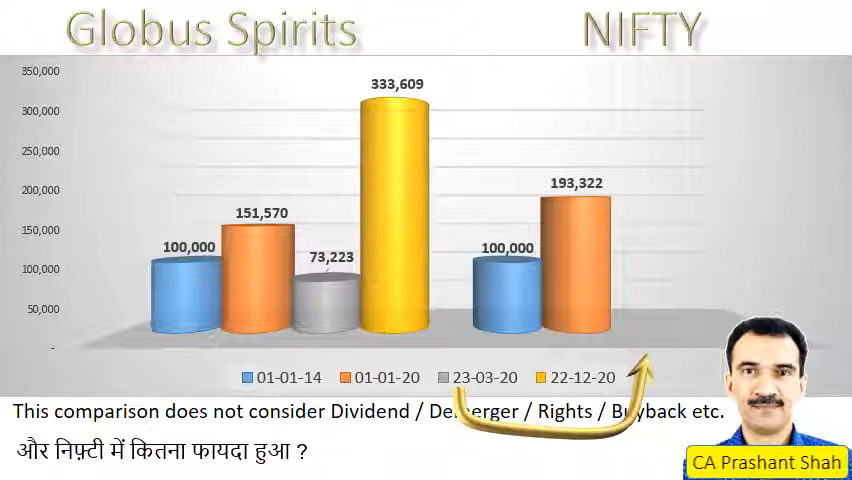 Globus Spirits NIFTY
350,000
300,000
250,000
200,000
150,000
100,000
50,000
-
100,000
151,570
73,223
333,609
100,000
193,322
01-01-14 01-01-20 23-03-20 22-12-20
This comparison does not consider Dividend / Demerger / Rights / Buyback etc.
और निफ़्टी में कितना फायदा हुआ ?
CA Prashant Shah